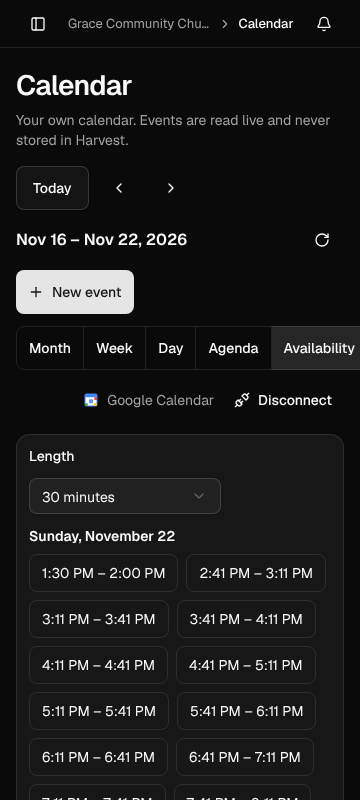 Grace Community Chu... > Calendar
Calendar
Your own calendar. Events are read live and never
stored in Harvest.
Today
Nov 16 – Nov 22, 2026
New event
Month Week Day Agenda Availability
Google Calendar Disconnect
Length
30 minutes
Sunday, November 22
1:30 PM – 2:00 PM 2:41 PM – 3:11 PM
3:11 PM – 3:41 PM 3:41 PM – 4:11 PM
4:11 PM – 4:41 PM 4:41 PM – 5:11 PM
5:11 PM – 5:41 PM 5:41 PM – 6:11 PM
6:11 PM – 6:41 PM 6:41 PM – 7:11 PM